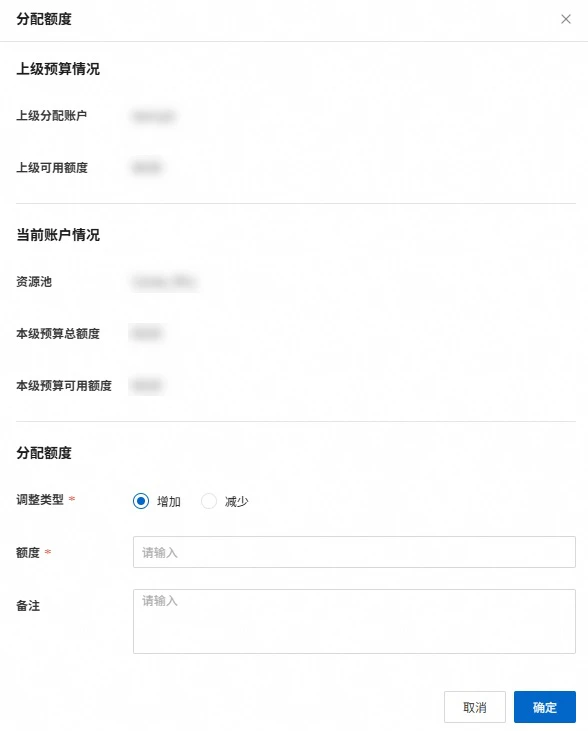 分配额度
上级预算情况
上级分配账户
上级可用额度
当前账户情况
资源池
本级预算总额度
本级预算可用额度
分配额度
调整类型 * 增加 减少
额度 * 请输入
备注 请输入
取消 确定